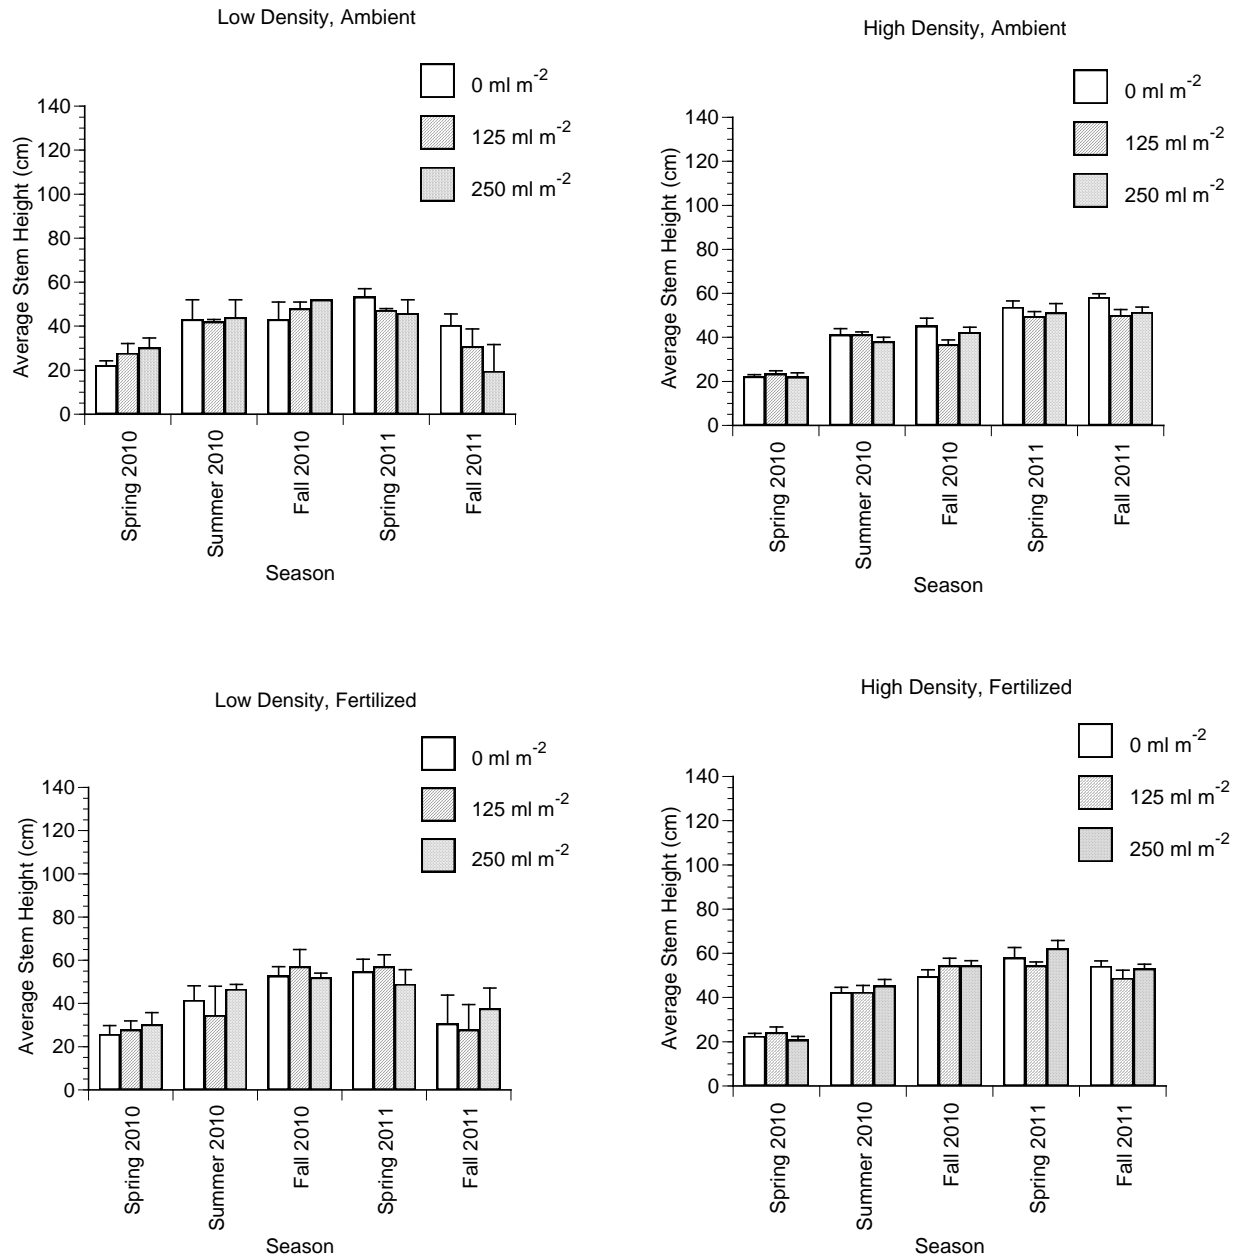 Low Density, Ambient
0 ml m-2
125 ml m-2
250 ml m-2
Average Stem Height (cm)
140
120
100
80
60
40
20
0
Spring 2010
Summer 2010
Fall 2010
Spring 2011
Fall 2011
Season
High Density, Ambient
0 ml m-2
125 ml m-2
250 ml m-2
Average Stem Height (cm)
140
120
100
80
60
40
20
0
Spring 2010
Summer 2010
Fall 2010
Spring 2011
Fall 2011
Season
Low Density, Fertilized
0 ml m-2
125 ml m-2
250 ml m-2
Average Stem Height (cm)
140
120
100
80
60
40
20
0
Spring 2010
Summer 2010
Fall 2010
Spring 2011
Fall 2011
Season
High Density, Fertilized
0 ml m-2
125 ml m-2
250 ml m-2
Average Stem Height (cm)
140
120
100
80
60
40
20
0
Spring 2010
Summer 2010
Fall 2010
Spring 2011
Fall 2011
Season